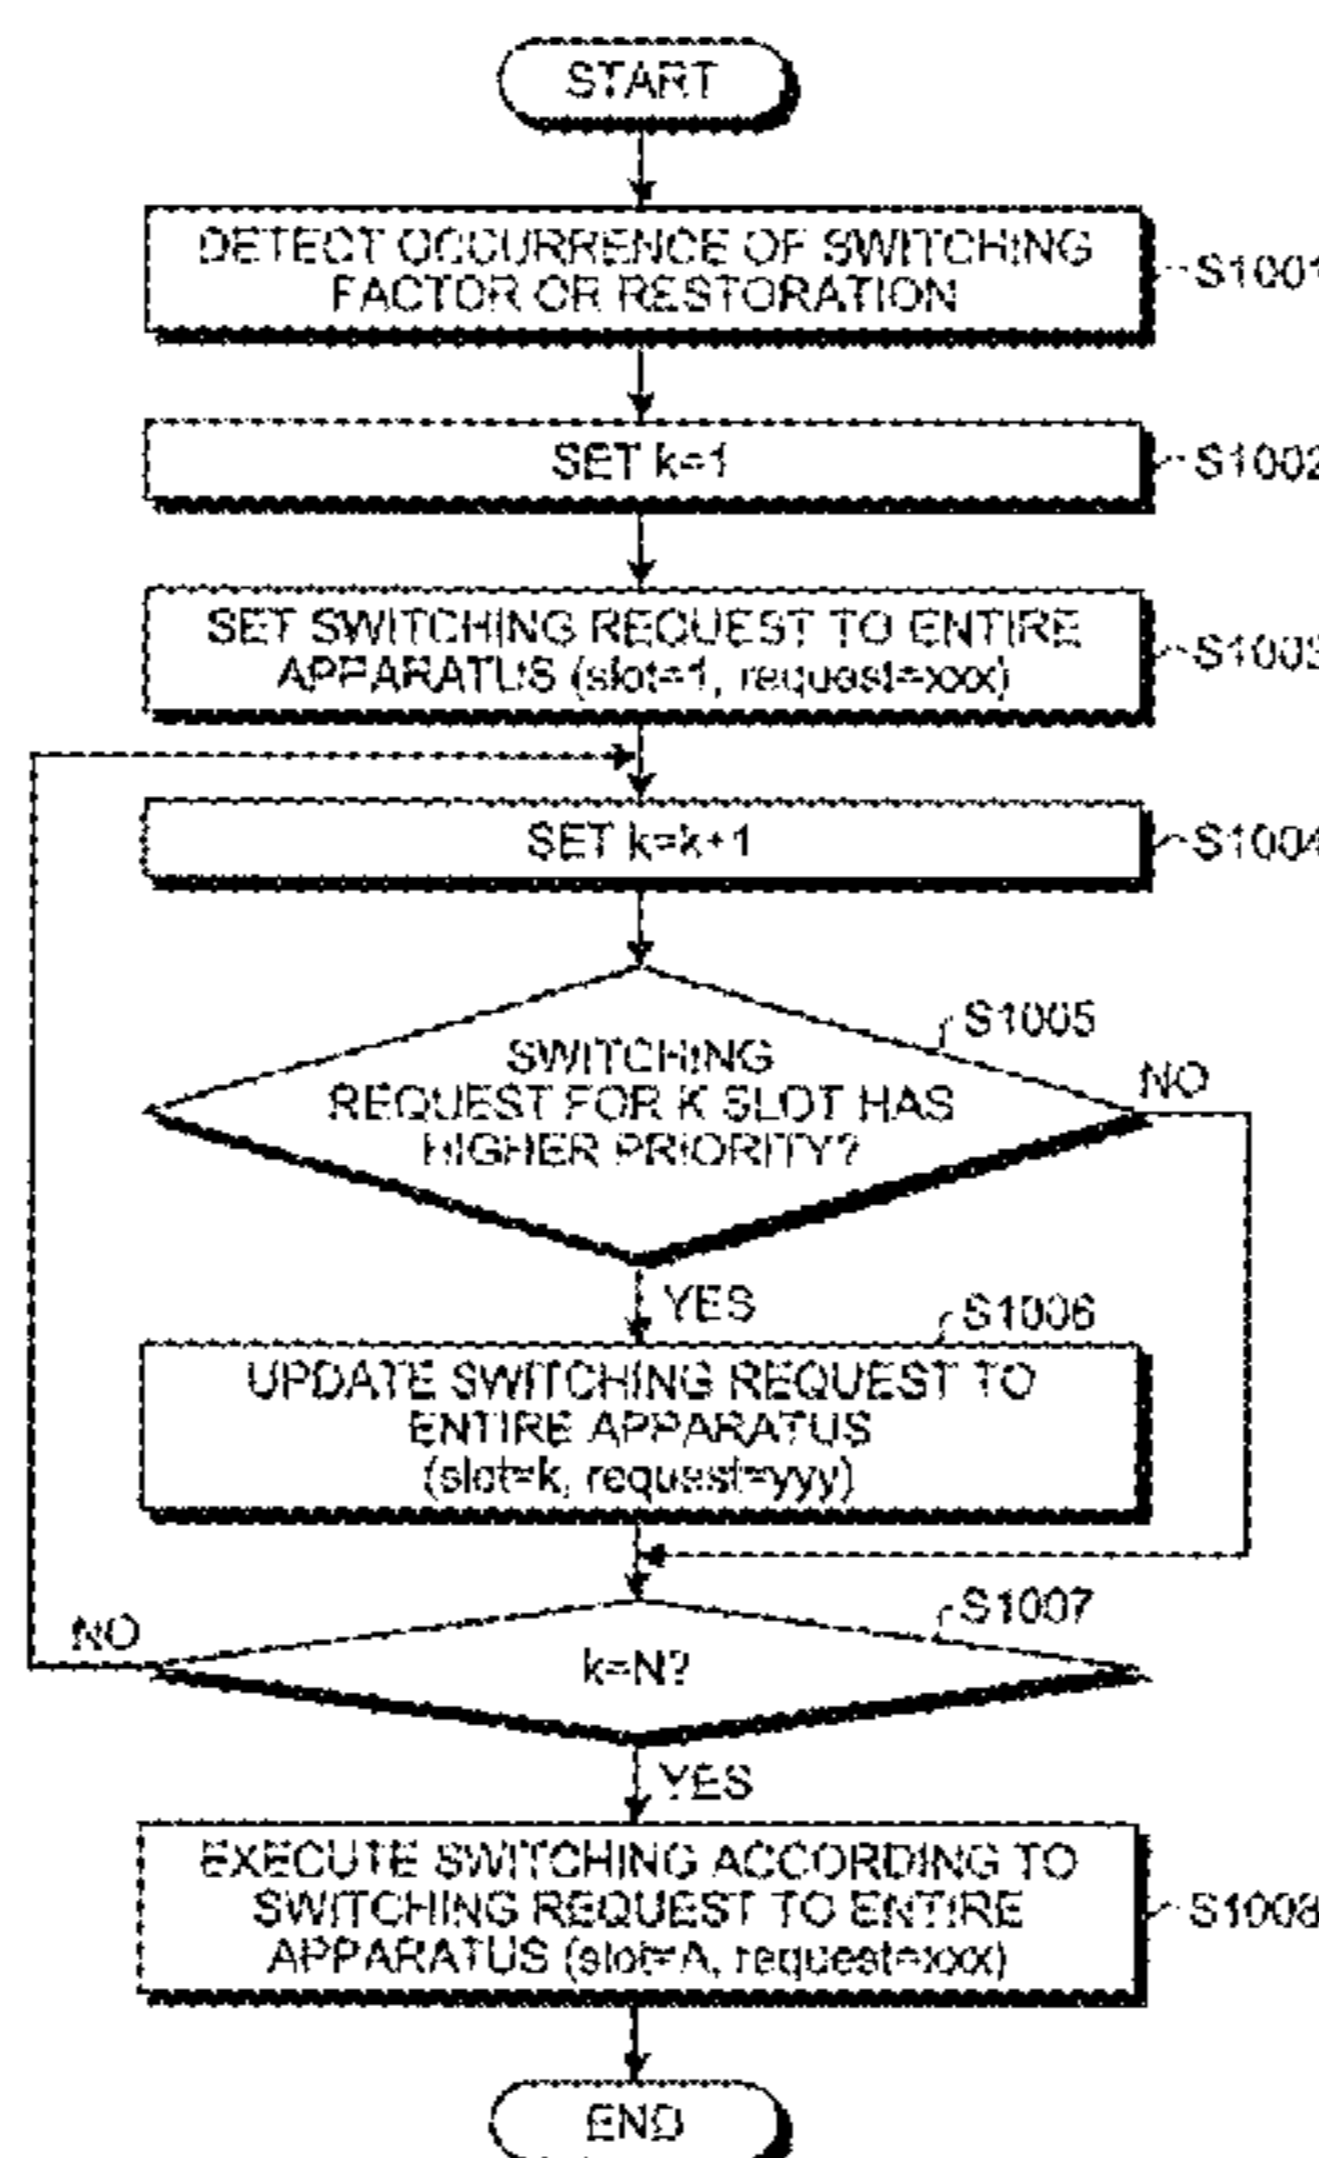 START
DETECT OCCURRENCE OF SWITCHING
FACTOR OR RESTORATION
S1001
SET k=1
S1002
SET SWITCHING REQUEST TO ENTIRE
APPARATUS (slot=1, request=xxx)
S1003
SET k=k+1
S1004
S1005
SWITCHING
REQUEST FOR K SLOT HAS
HIGHER PRIORITY?
NO
YES
S1006
UPDATE SWITCHING REQUEST TO
ENTIRE APPARATUS
(slot=k, request=yyy)
S1007
NO
k=N?
YES
EXECUTE SWITCHING ACCORDING TO
SWITCHING REQUEST TO ENTIRE
APPARATUS (slot=A, request=xxx)
S1008
END